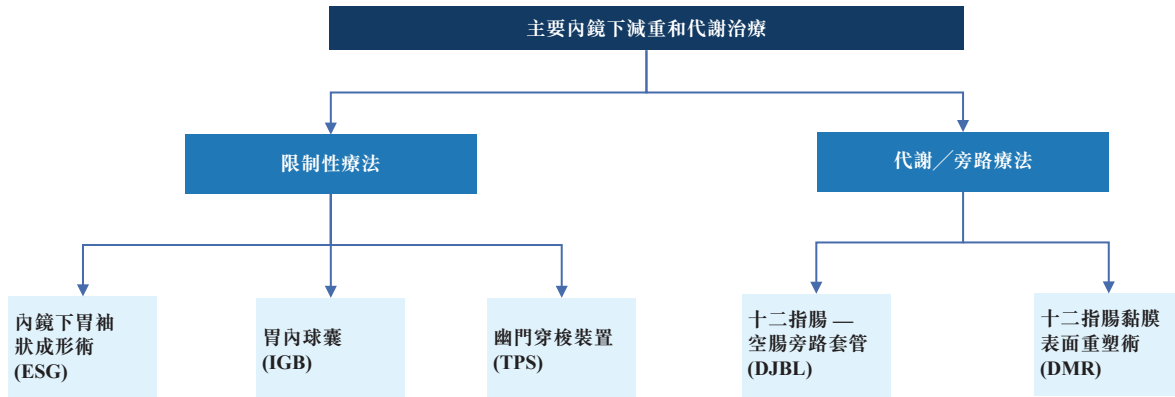 主要內鏡下減重和代謝治療
限制性療法
代謝╱旁路療法
內鏡下胃袖
狀成形術
(ESG)
胃內球囊
(IGB)
幽門穿梭裝置
(TPS)
十二指腸 —
空腸旁路套管
(DJBL)
十二指腸黏膜
表面重塑術
(DMR)